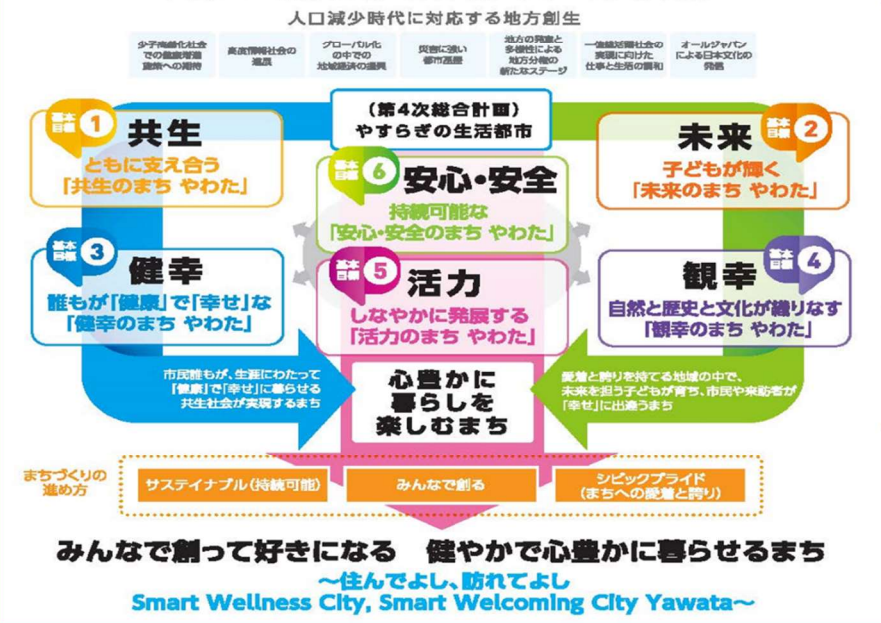 人口減少時代に対応する地方創生
少子高齢化社会
での健康増進
施策への期待
高度情報社会の
進展
グローバル化
の中での
地域経済の振興
災害に強い
都市基盤
地方の発意と
多様性による
地方分権の
新たなステージ
一億総活躍社会の
実現に向けた
仕事と生活の調和
オールジャパン
による日本文化の
発信
(第4次総合計画)
やすらぎの生活都市
基本
目標
1
共生
ともに支え合う
「共生のまち やわた」
基本
目標
2
未来
子どもが輝く
「未来のまち やわた」
基本
目標
6
安心・安全
持続可能な
「安心・安全のまち やわた」
基本
目標
3
健幸
誰もが「健康」で「幸せ」な
「健幸のまち やわた」
基本
目標
5
活力
しなやかに発展する
「活力のまち やわた」
基本
目標
4
観幸
自然と歴史と文化が織りなす
「観幸のまち やわた」
市民誰もが、生涯にわたって
「健康」で「幸せ」に暮らせる
共生社会が実現するまち
心豊かに
暮らしを
楽しむまち
愛着と誇りを持てる地域の中で、
未来を担う子どもが育ち、市民や来訪者が
「幸せ」に出逢うまち
まちづくりの
進め方
サステイナブル(持続可能)
みんなで創る
シビックプライド
(まちへの愛着と誇り)
みんなで創って好きになる 健やかで心豊かに暮らせるまち
～住んでよし、訪れてよし
Smart Wellness City, Smart Welcoming City Yawata～